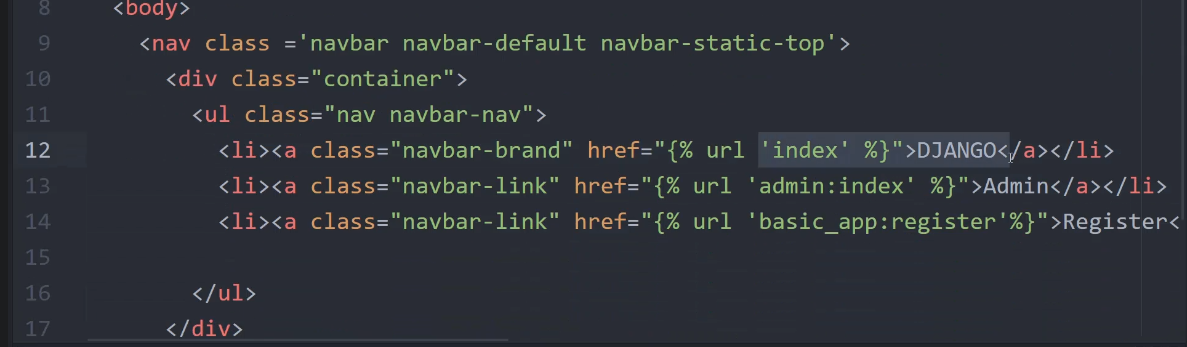 8 <body>
9 <nav class ='navbar navbar-default navbar-static-top'>
10 <div class="container">
11 <ul class="nav navbar-nav">
12 <li><a class="navbar-brand" href="{% url 'index' %}">DJANGO</a></li>
13 <li><a class="navbar-link" href="{% url 'admin:index' %}">Admin</a></li>
14 <li><a class="navbar-link" href="{% url 'basic_app:register'%}">Register<
15
16 </ul>
17 </div>